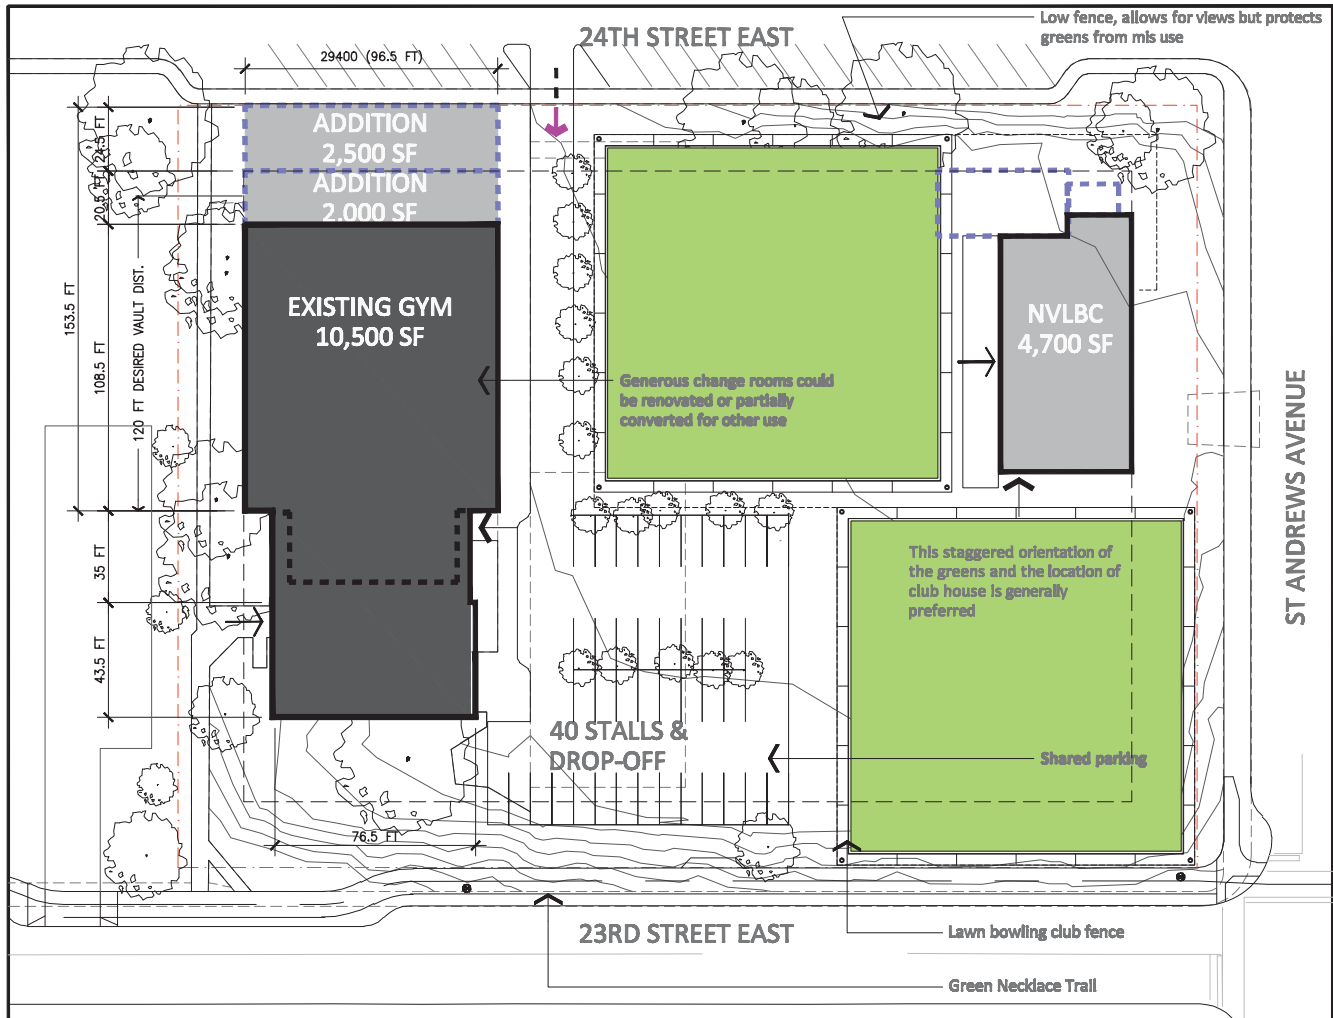 24TH STREET EAST
Low fence, allows for views but protects
greens from mis use
29400 (96.5 FT)
ADDITION
2,500 SF
ADDITION
2,000 SF
24.5 FT
20.5 FT
153.5 FT
108.5 FT
120 FT DESIRED VAULT DIST.
35 FT
43.5 FT
EXISTING GYM
10,500 SF
NVLBC
4,700 SF
Generous change rooms could
be renovated or partially
converted for other use
ST ANDREWS AVENUE
This staggered orientation of
the greens and the location of
club house is generally
preferred
40 STALLS &
DROP-OFF
Shared parking
76.5 FT
23RD STREET EAST
Lawn bowling club fence
Green Necklace Trail